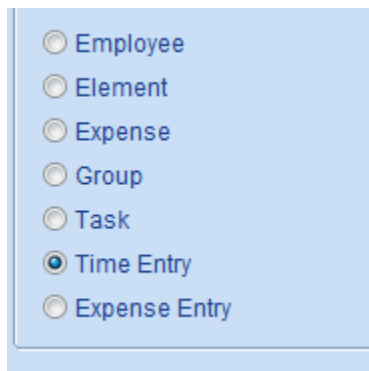 Employee
Element
Expense
Group
Task
Time Entry
Expense Entry